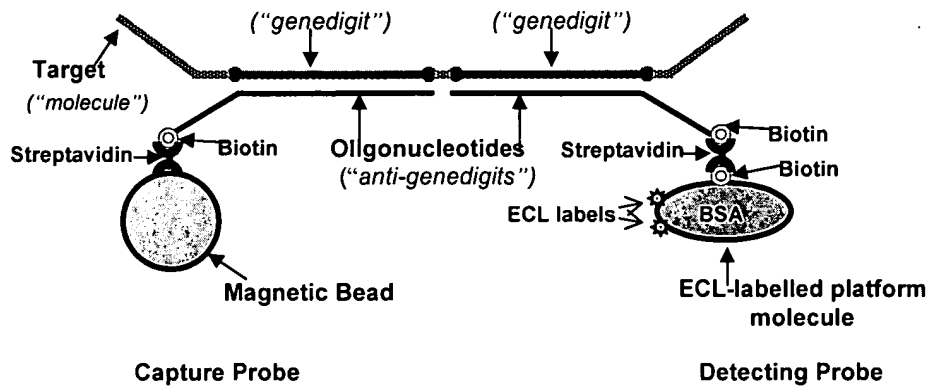 ("genedigit")
("genedigit")
Target
("molecule")
Streptavidin
Biotin
Oligonucleotides
("anti-genedigits")
Streptavidin
Biotin
Biotin
ECL labels
BSA
Magnetic Bead
ECL-labelled platform
molecule
Capture Probe
Detecting Probe